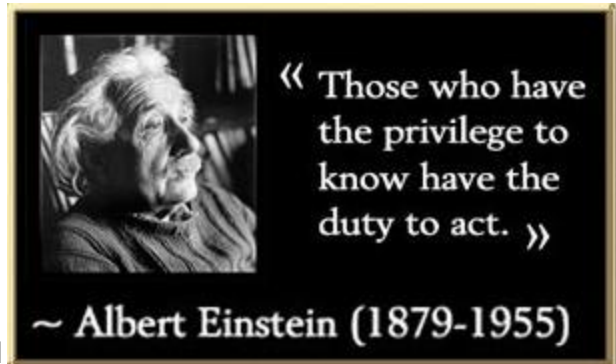 « Those who have
the privilege to
know have the
duty to act. »
~ Albert Einstein (1879-1955)